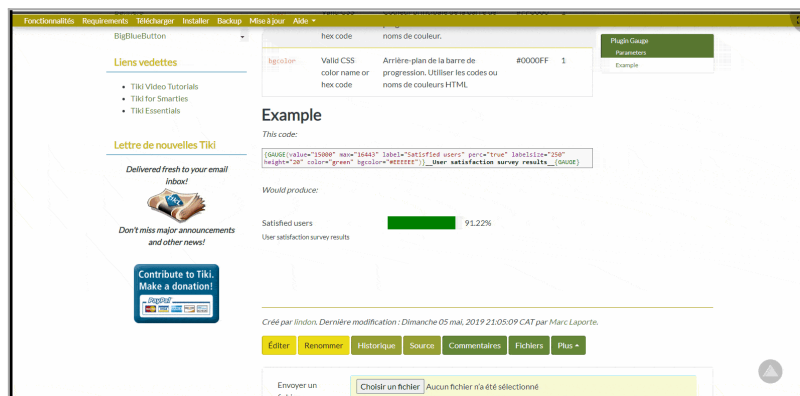 Fonctionnalités Requirements Télécharger Installer Backup Mise à jour Aide
BigBlueButton
Liens vedettes
Tiki Video Tutorials
Tiki for Smarties
Tiki Essentials
Lettre de nouvelles Tiki
Delivered fresh to your email
inbox!
Tiki
Don't miss major announcements
and other news!
Contribute to Tiki.
Make a donation!
PayPal
hex code
noms de couleur.
bgcolor Valid CSS Arrière-plan de la barre de #0000FF 1
color name or progression. Utiliser les codes ou
hex code noms de couleurs HTML
Example
This code:
{GAUGE(value="15000" max="16443" label="Satisfied users" perc="true" labelsize="250"
height="20" color="green" bgcolor="#EEEEEE")}__User satisfaction survey results__{GAUGE}
Would produce:
Satisfied users 91.22%
User satisfaction survey results
Créé par lindon. Dernière modification : Dimanche 05 mai, 2019 21:05:09 CAT par Marc Laporte.
Éditer Renommer Historique Source Commentaires Fichiers Plus
Envoyer un Choisir un fichier Aucun fichier n'a été sélectionné
Plugin Gauge
Parameters
Example